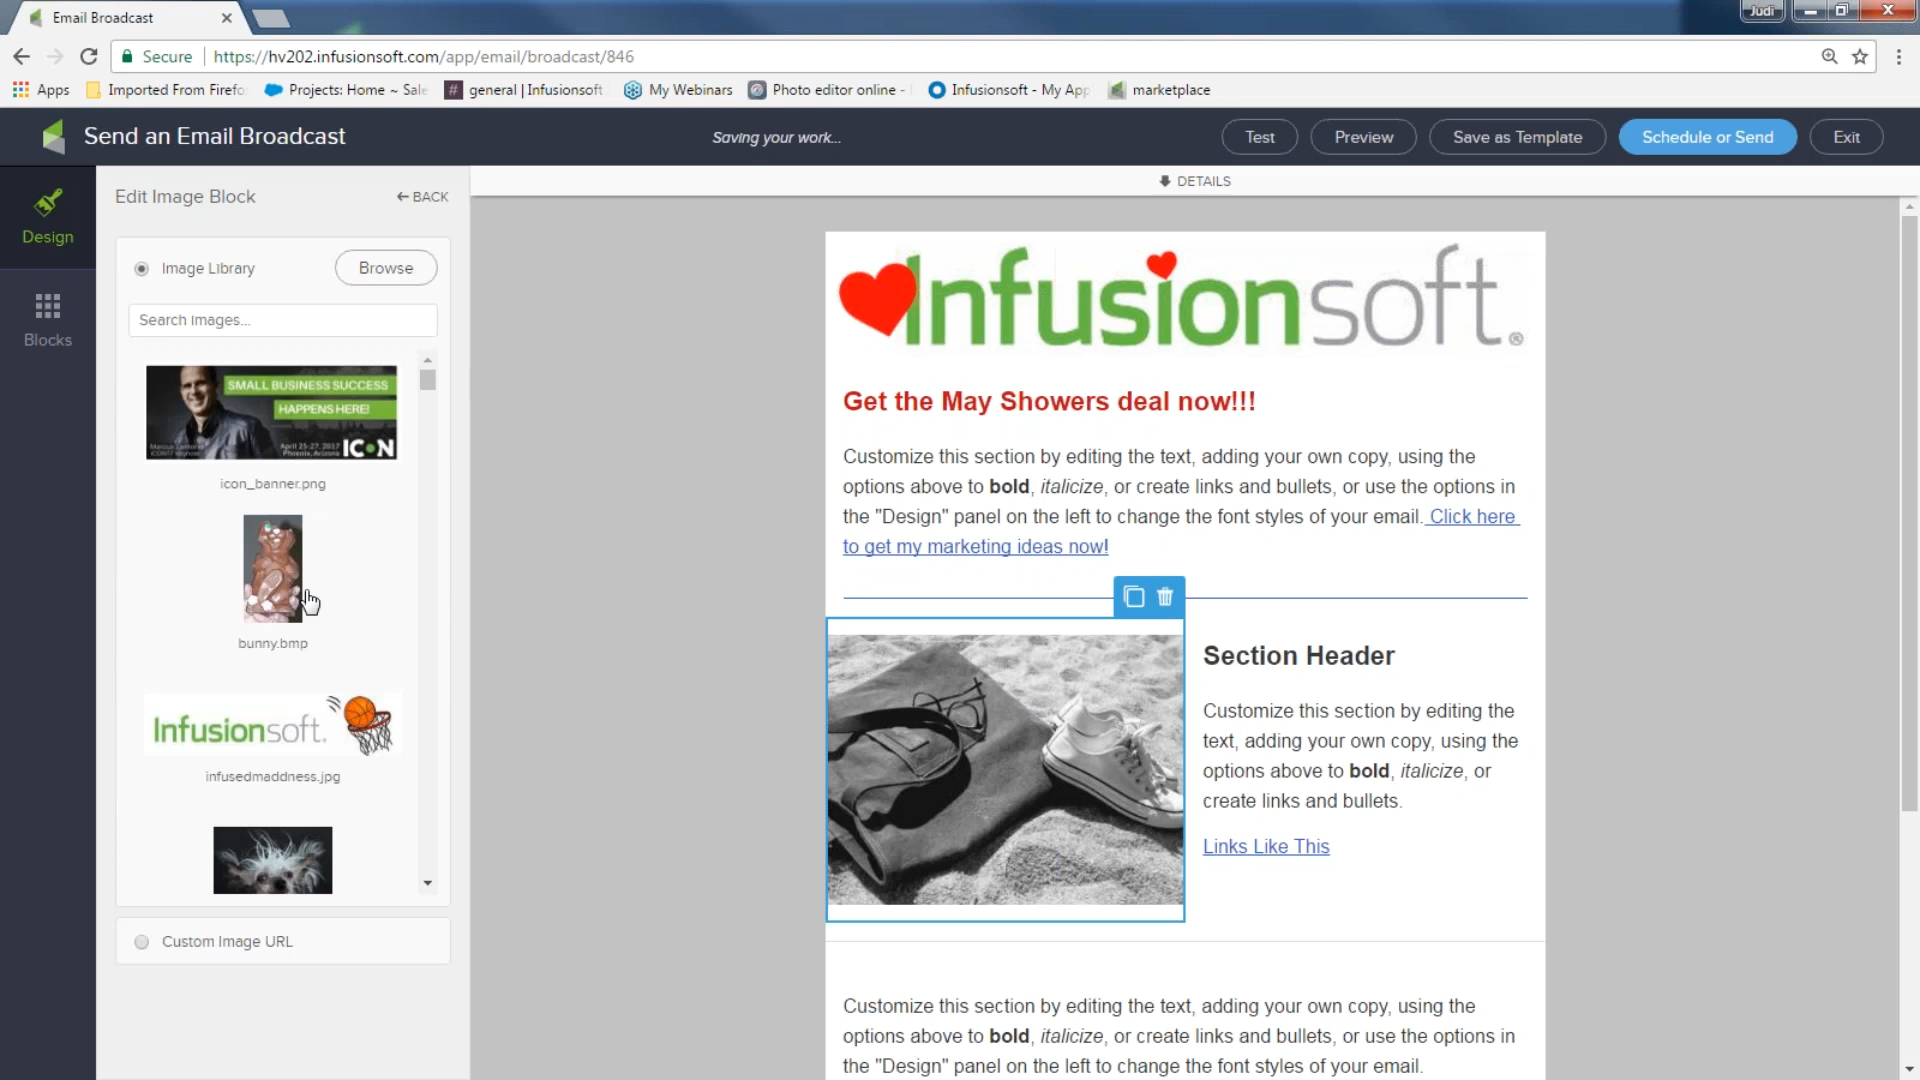 Email Broadcast
Judi
Secure
https://hv202.infusionsoft.com/app/email/broadcast/846
Apps
Imported From Firefo
Projects: Home ~ Sale
# general | Infusionsoft
My Webinars
Photo editor online -
Infusionsoft - My App
marketplace
Send an Email Broadcast
Saving your work...
Test
Preview
Save as Template
Schedule or Send
Exit
DETAILS
Design
Blocks
Edit Image Block
BACK
Image Library
Browse
Search Images...
SMALL BUSINESS SUCCESS
HAPPENS HERE!
April 25-27, 2017
Phoenix, Arizona
ICON
icon_banner.png
bunny.bmp
Infusionsoft.
infusedmaddness.jpg
Custom Image URL
Infusionsoft.®
Get the May Showers deal now!!!
Customize this section by editing the text, adding your own copy, using the
options above to bold, italicize, or create links and bullets, or use the options in
the "Design" panel on the left to change the font styles of your email. Click here
to get my marketing ideas now!
Section Header
Customize this section by editing the
text, adding your own copy, using the
options above to bold, italicize, or
create links and bullets.
Links Like This
Customize this section by editing the text, adding your own copy, using the
options above to bold, italicize, or create links and bullets, or use the options in
the "Design" panel on the left to change the font styles of your email.